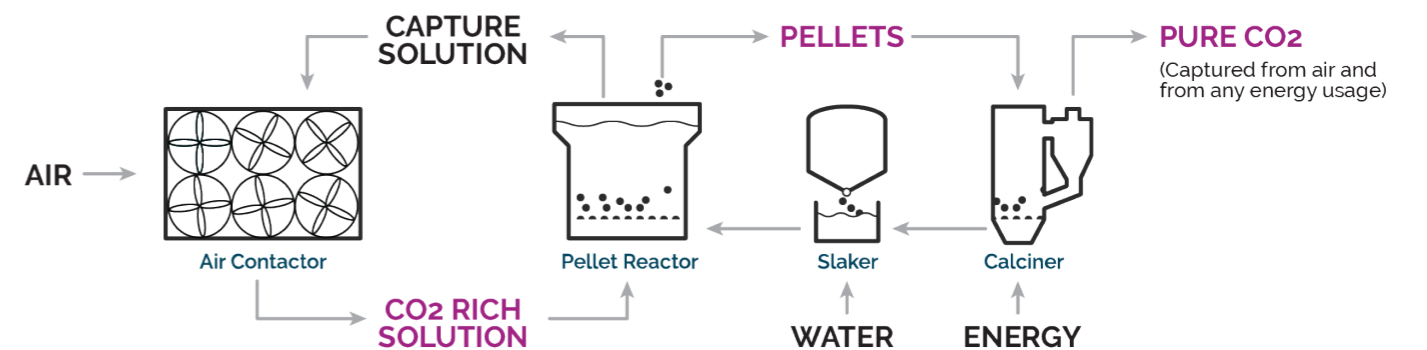 CAPTURE
SOLUTION
PELLETS
PURE CO2
(Captured from air and
from any energy usage)
AIR
Air Contactor
Pellet Reactor
Slaker
Calciner
CO2 RICH
SOLUTION
WATER
ENERGY